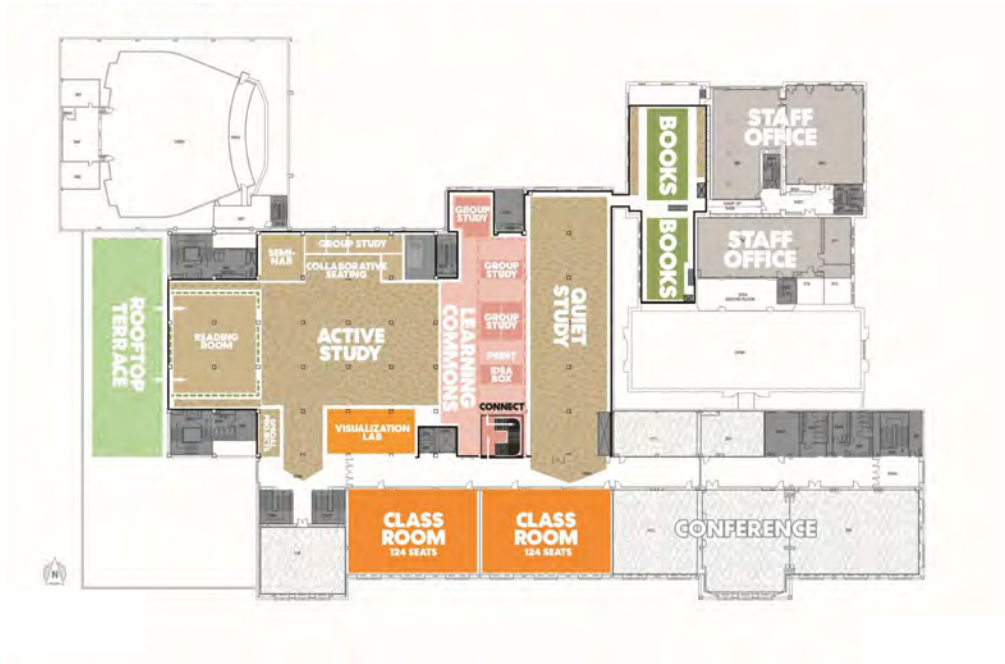 BOOKS
STAFF
OFFICE
GROUP
STUDY
BOOKS
STAFF
OFFICE
SEMI-
NAR
GROUP STUDY
COLLABORATIVE
SEATING
GROUP
STUDY
QUIET
STUDY
ROOFTOP
TERRACE
READING
ROOM
ACTIVE
STUDY
LEARNING
COMMONS
GROUP
STUDY
PRINT
IDEA
BOX
CONNECT
SPECIAL
PROJECTS
VISUALIZATION
LAB
CLASS
ROOM
124 SEATS
CLASS
ROOM
124 SEATS
CONFERENCE
N